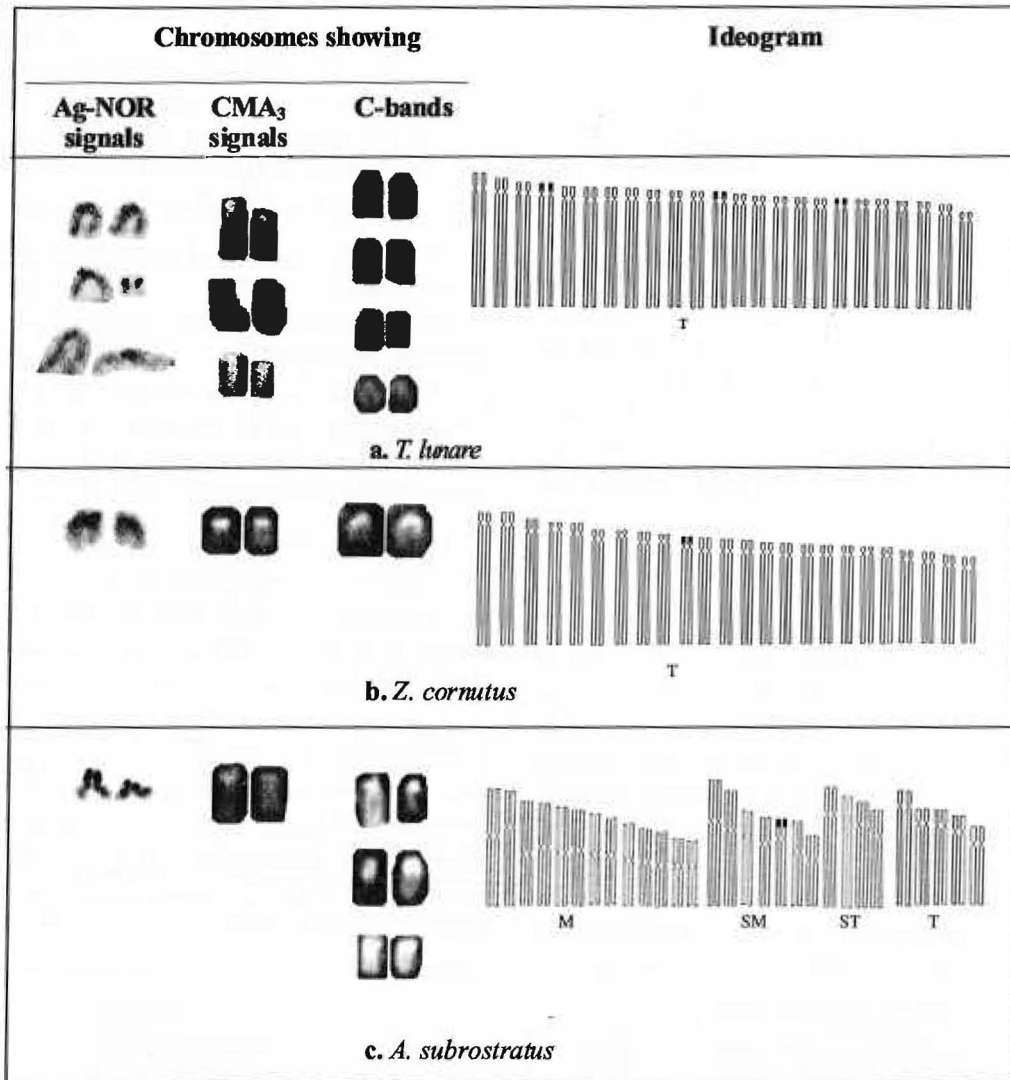 Chromosomes showing
Ideogram
Ag-NOR signals
CMA₃ signals
C-bands
T
a. T. lunare
T
b. Z. cornutus
M
SM
ST
T
c. A. subrostratus